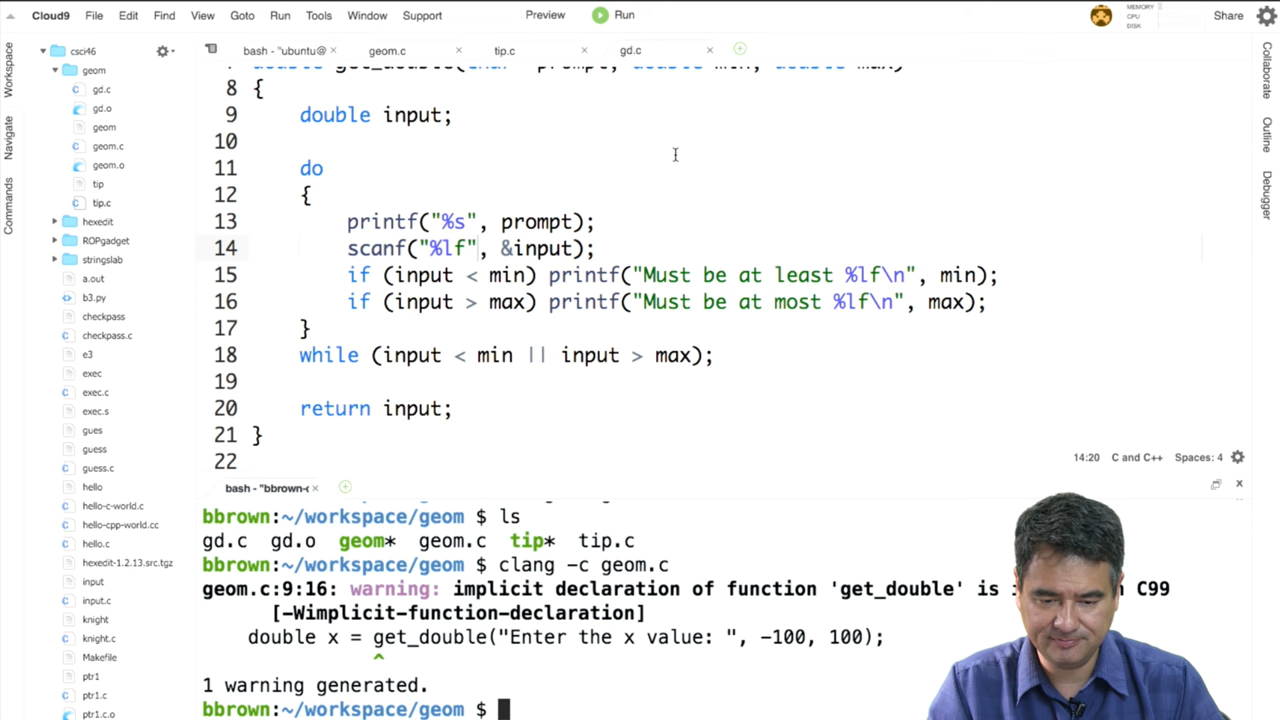 Cloud9 File Edit Find View Goto Run Tools Window Support Preview Run MEMORY CPU DISK Share
Workspace
Navigate
Commands
csci46
geom
gd.c
gd.o
geom
geom.c
geom.o
tip
tip.c
hexedit
ROPgadget
stringslab
a.out
b3.py
checkpass
checkpass.c
e3
exec
exec.c
exec.s
gues
guess
guess.c
hello
hello-c-world.c
hello-cpp-world.cc
hello.c
hexedit-1.2.13.src.tgz
input
input.c
knight
knight.c
Makefile
ptr1
ptr1.c
ptr1.c.o
bash - "ubuntu@ geom.c tip.c gd.c
8 {
9 double input;
10
11 do
12 {
13 printf("%s", prompt);
14 scanf("%lf", &input);
15 if (input < min) printf("Must be at least %lf\n", min);
16 if (input > max) printf("Must be at most %lf\n", max);
17 }
18 while (input < min || input > max);
19
20 return input;
21 }
22
14:20 C and C++ Spaces: 4
bash - "bbrown-
bbrown:~/workspace/geom $ ls
gd.c gd.o geom* geom.c tip* tip.c
bbrown:~/workspace/geom $ clang -c geom.c
geom.c:9:16: warning: implicit declaration of function 'get_double' is C99
[-Wimplicit-function-declaration]
double x = get_double("Enter the x value: ", -100, 100);
^
1 warning generated.
bbrown:~/workspace/geom $
Collaborate
Outline
Debugger